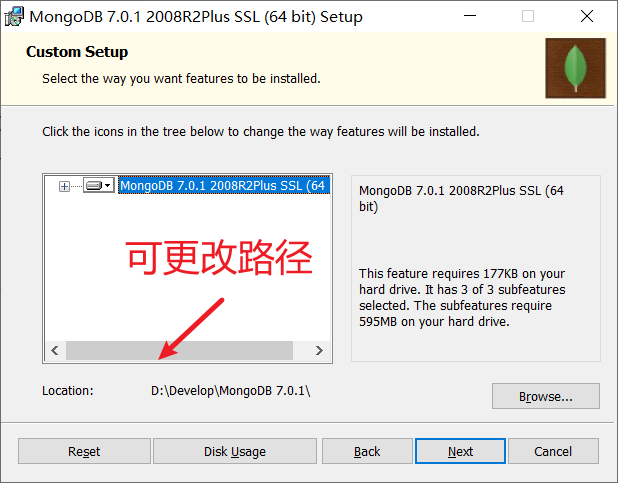 MongoDB 7.0.1 2008R2Plus SSL (64 bit) Setup
Custom Setup
Select the way you want features to be installed.
Click the icons in the tree below to change the way features will be installed.
MongoDB 7.0.1 2008R2Plus SSL (64
可更改路径
MongoDB 7.0.1 2008R2Plus SSL (64
bit)
This feature requires 177KB on your
hard drive. It has 3 of 3 subfeatures
selected. The subfeatures require
595MB on your hard drive.
Location: D:\Develop\MongoDB 7.0.1\
Browse...
Reset Disk Usage Back Next Cancel